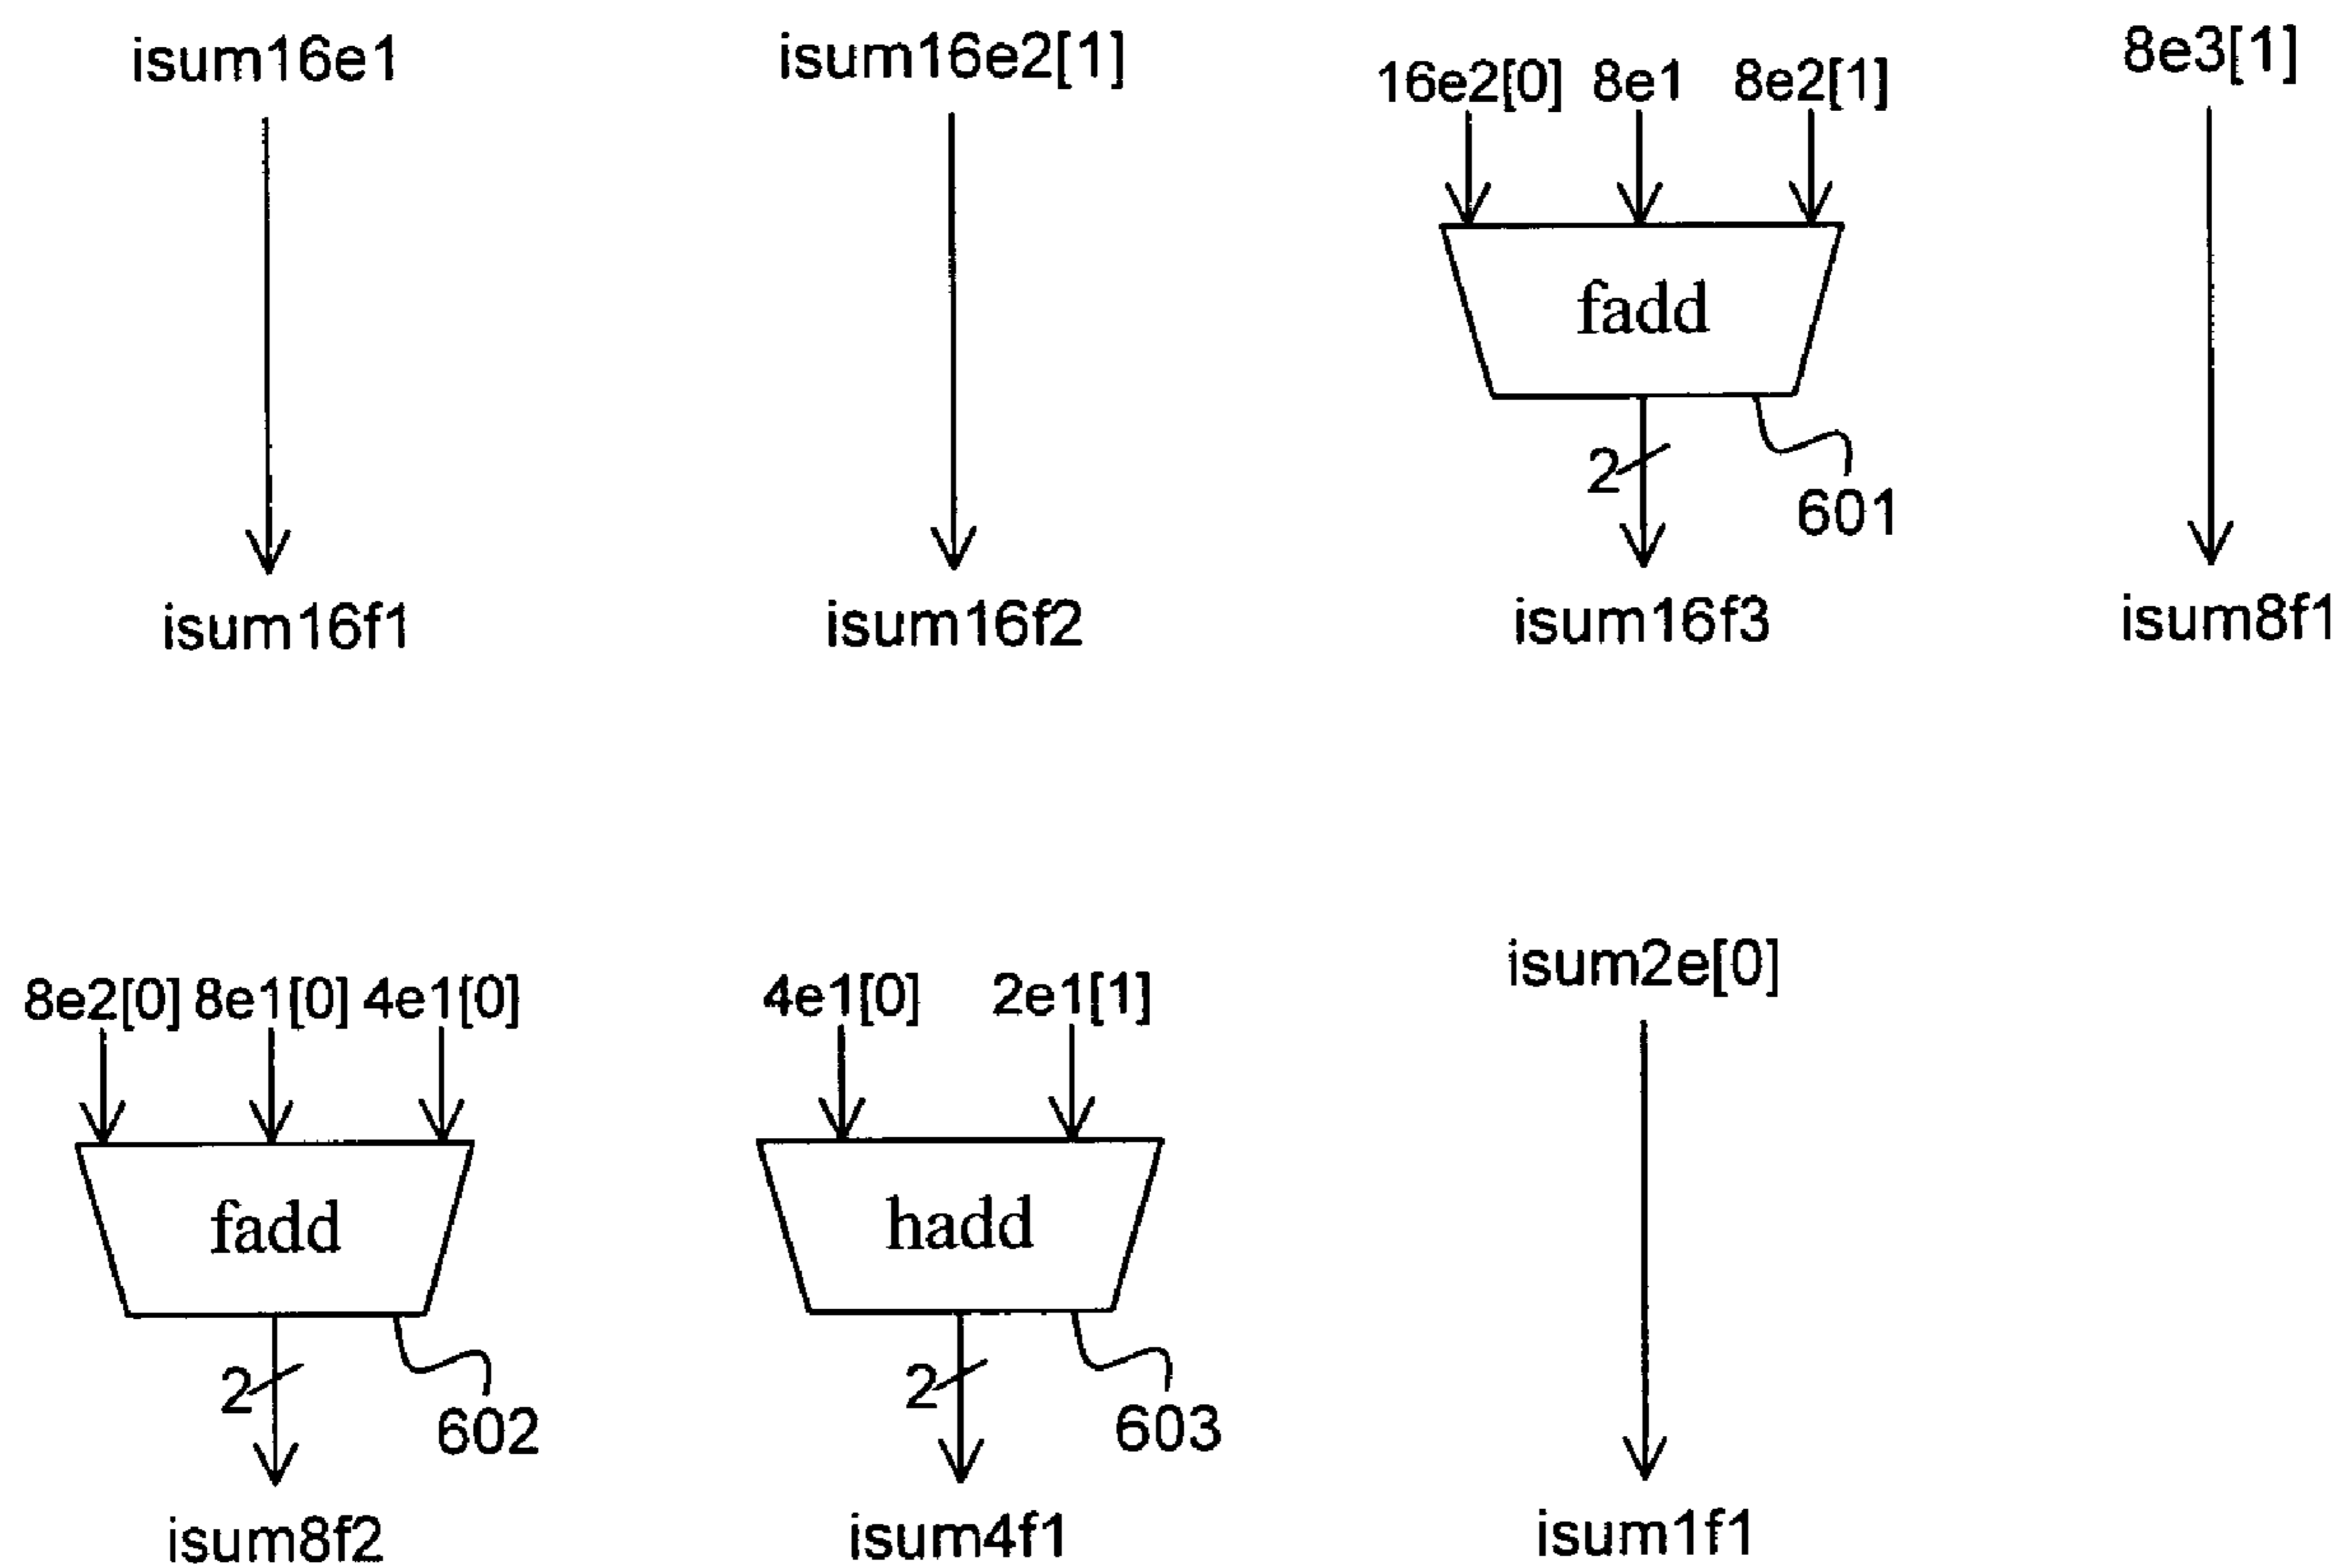 isum16e1
isum16e2[1]
16e2[0] 8e1 8e2[1]
8e3[1]
fadd
2
601
isum16f1
isum16f2
isum16f3
isum8f1
8e2[0] 8e1[0] 4e1[0]
4e1[0] 2e1[1]
isum2e[0]
fadd
hadd
2
602
2
603
isum8f2
isum4f1
isum1f1